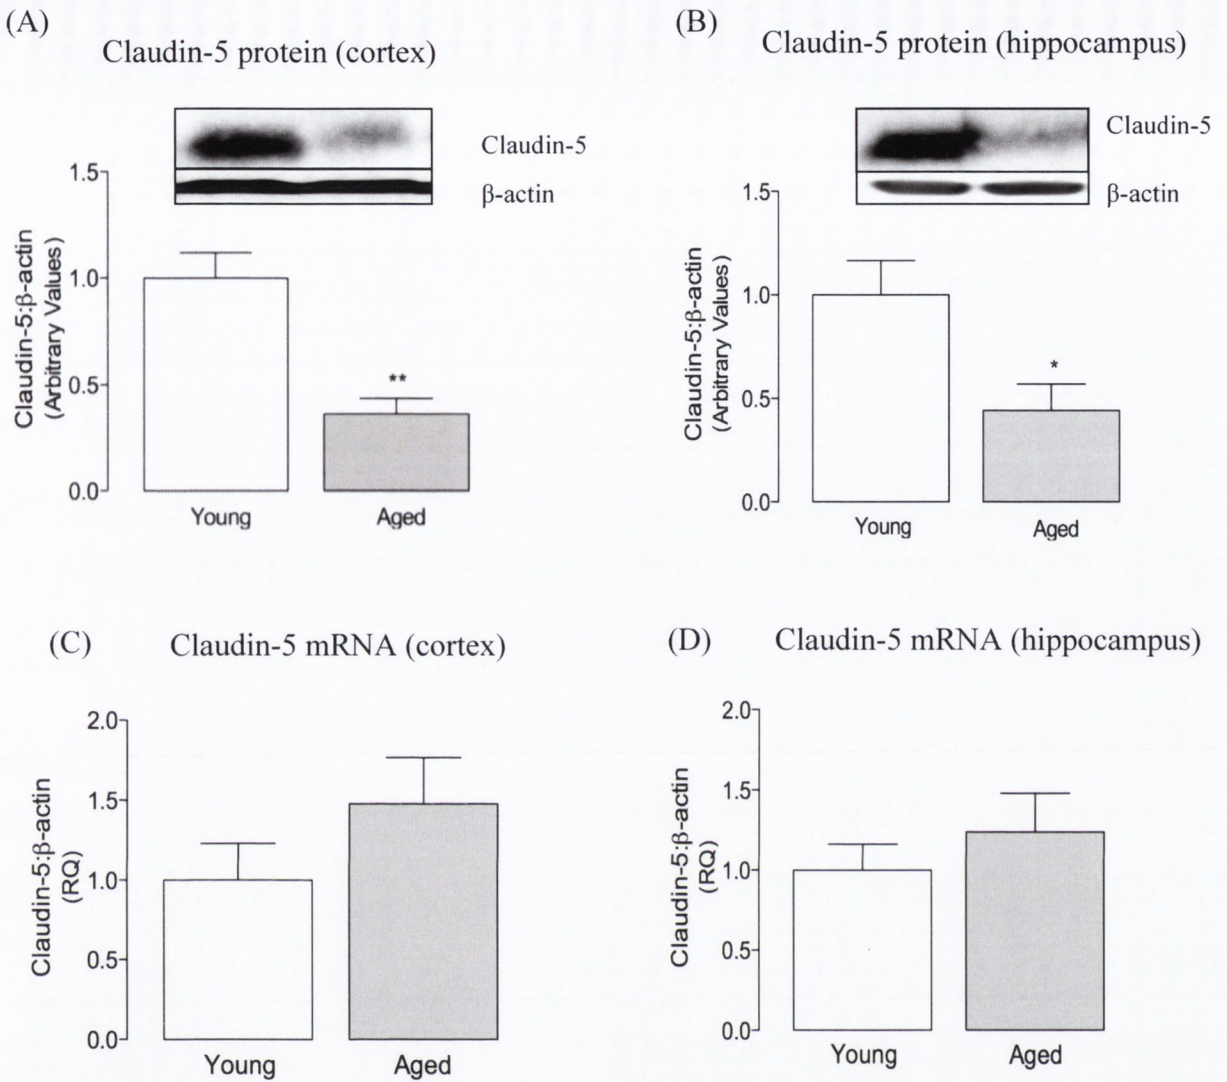 (A)
Claudin-5 protein (cortex)
Claudin-5
β-actin
Claudin-5:β-actin
(Arbitrary Values)
1.5
1.0
0.5
0.0
**
Young Aged
(B)
Claudin-5 protein (hippocampus)
Claudin-5
β-actin
Claudin-5:β-actin
(Arbitrary Values)
1.5
1.0
0.5
0.0
*
Young Aged
(C)
Claudin-5 mRNA (cortex)
Claudin-5:β-actin
(RQ)
2.0
1.5
1.0
0.5
0.0
Young Aged
(D)
Claudin-5 mRNA (hippocampus)
Claudin-5:β-actin
(RQ)
2.0
1.5
1.0
0.5
0.0
Young Aged